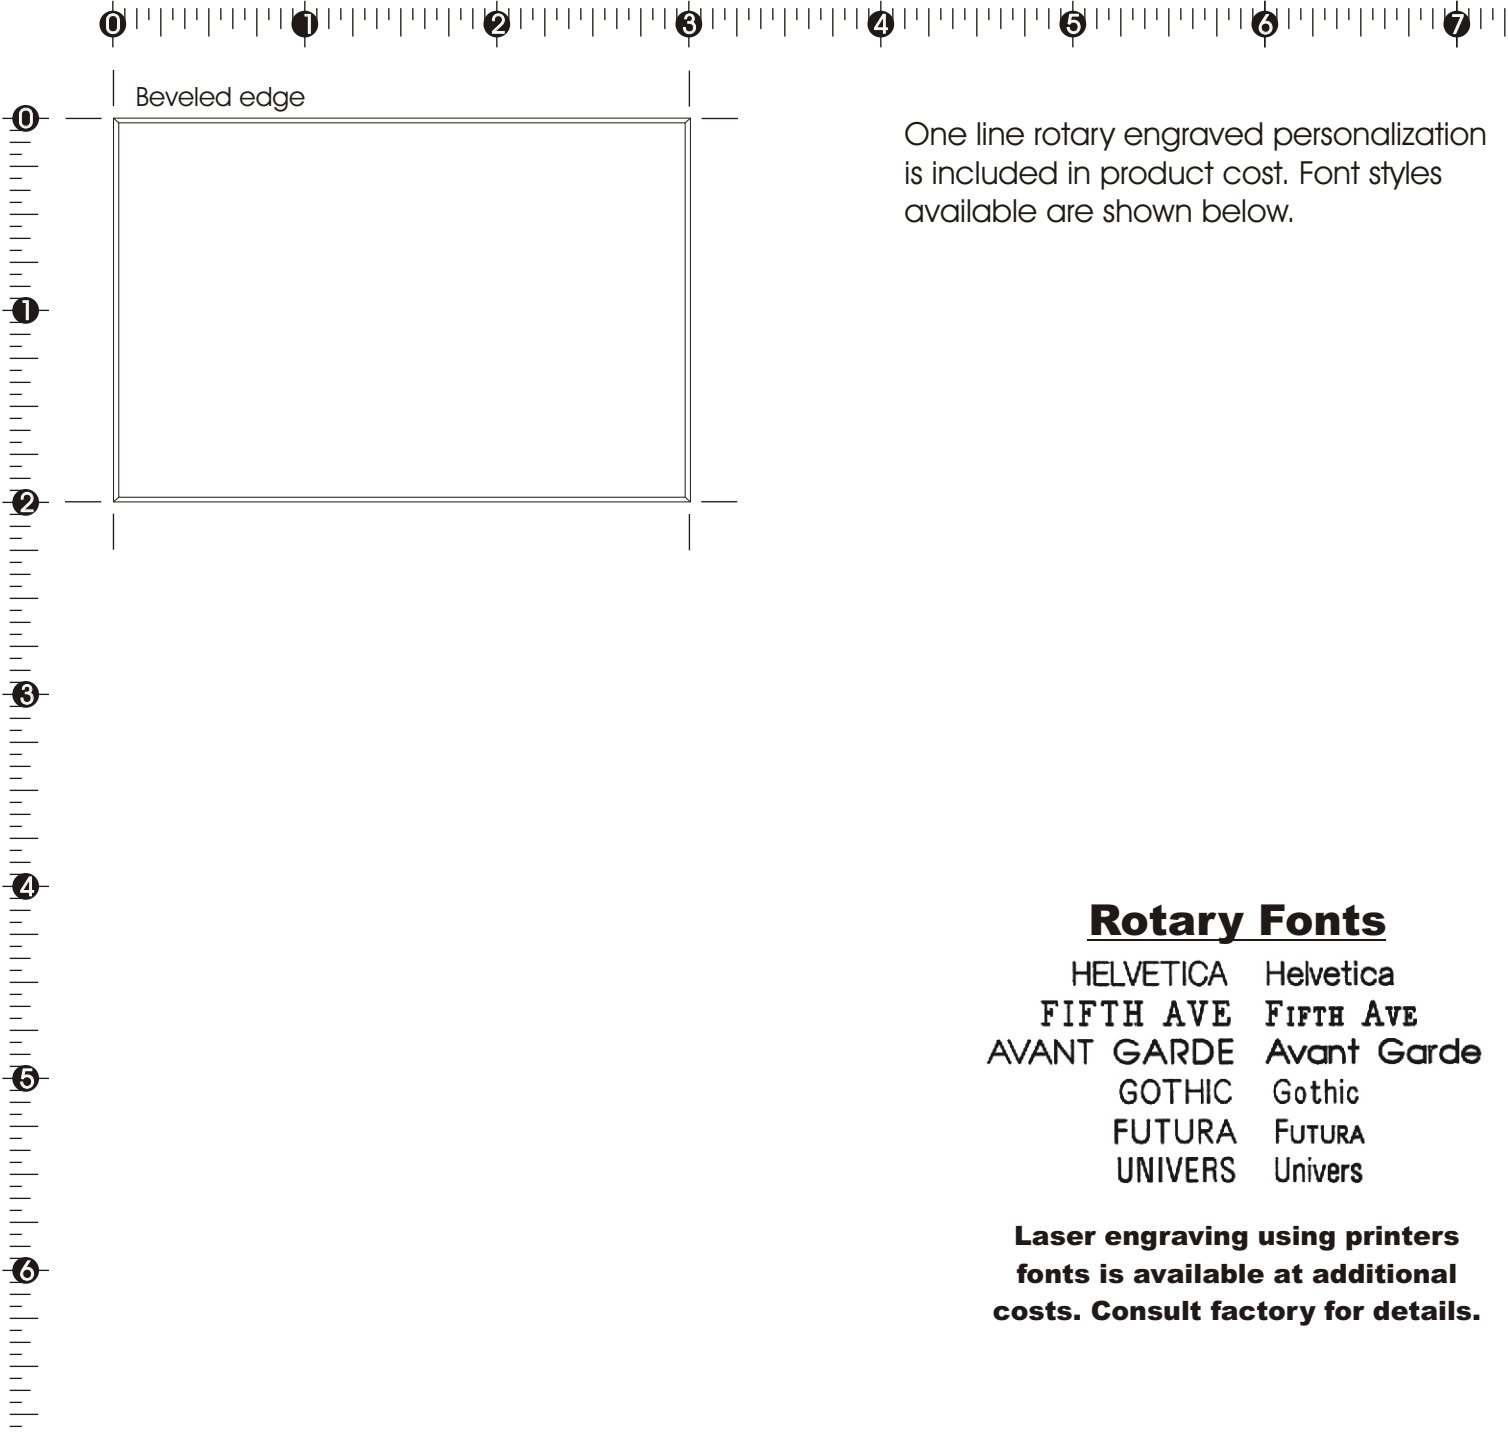 0 1 2 3 4 5 6 7
Beveled edge
0
1
2
3
4
5
6
One line rotary engraved personalization
is included in product cost. Font styles
available are shown below.
Rotary Fonts
HELVETICA Helvetica
FIFTH AVE FIFTH AVE
AVANT GARDE Avant Garde
GOTHIC Gothic
FUTURA FUTURA
UNIVERS Univers
Laser engraving using printers
fonts is available at additional
costs. Consult factory for details.